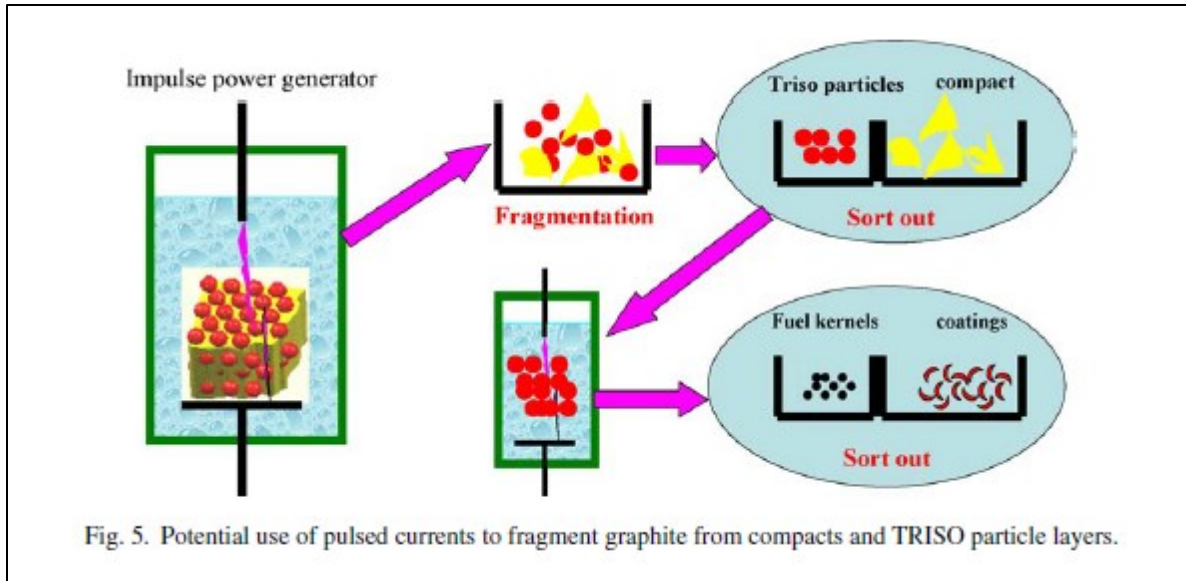 Impulse power generator
Triso particles compact
Fragmentation
Sort out
Fuel kernels coatings
Sort out
Fig. 5. Potential use of pulsed currents to fragment graphite from compacts and TRISO particle layers.